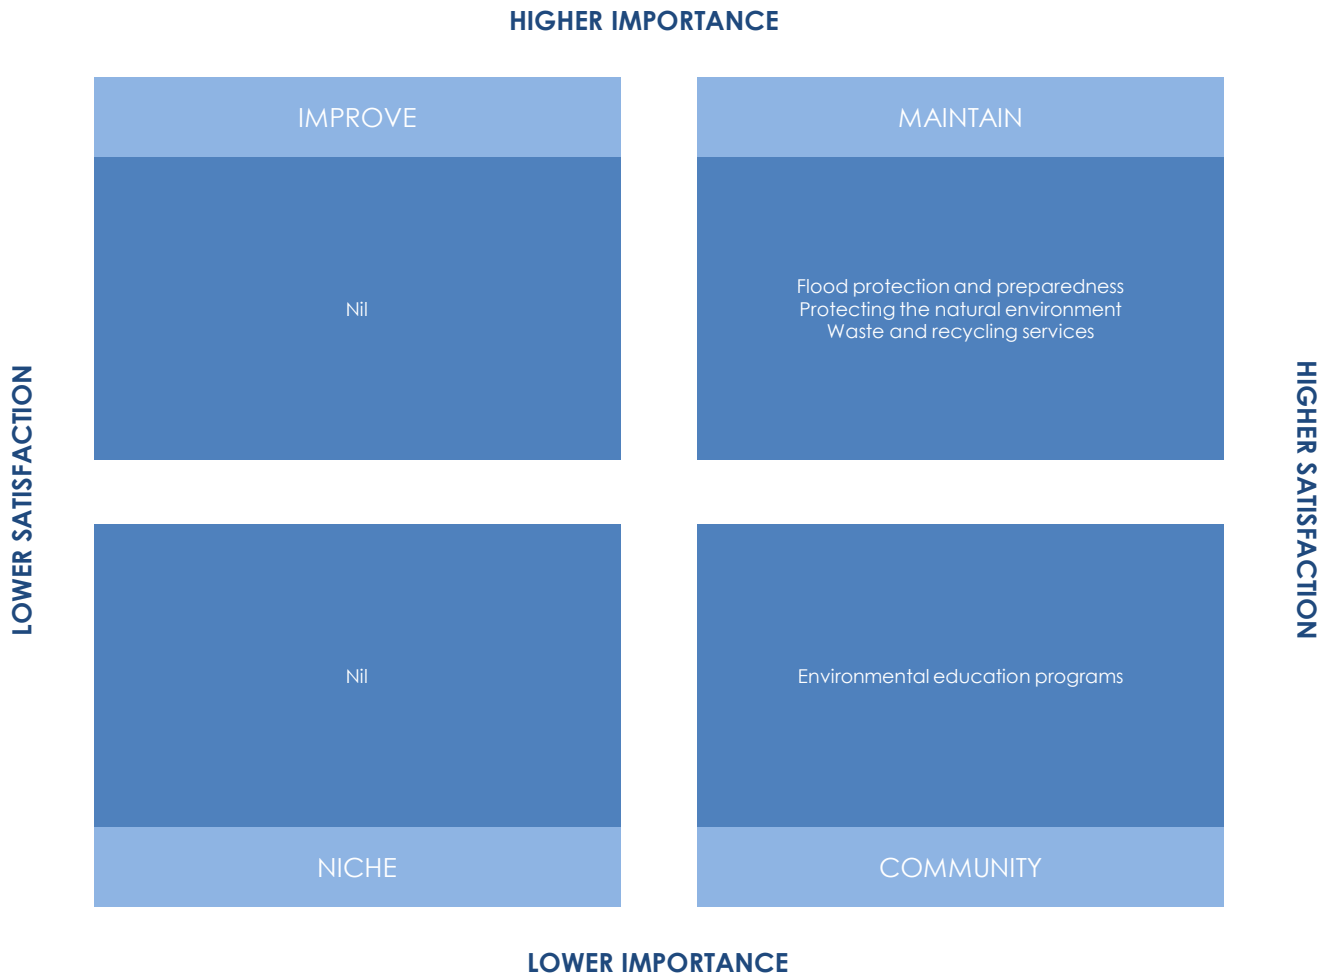 HIGHER IMPORTANCE
IMPROVE
MAINTAIN
Nil
Flood protection and preparedness
Protecting the natural environment
Waste and recycling services
LOWER SATISFACTION
HIGHER SATISFACTION
Nil
Environmental education programs
NICHE
COMMUNITY
LOWER IMPORTANCE